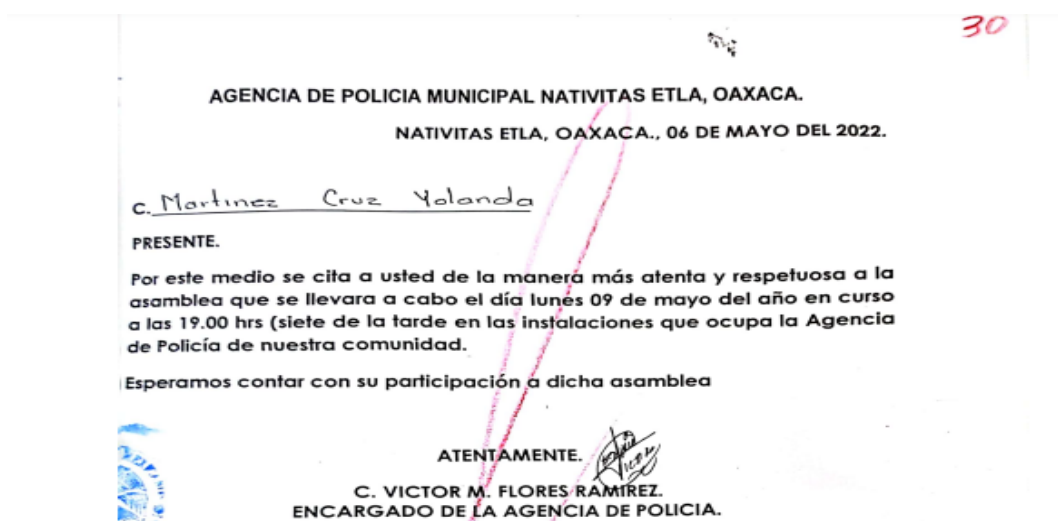 30
AGENCIA DE POLICIA MUNICIPAL NATIVITAS ETLA, OAXACA.
NATIVITAS ETLA, OAXACA., 06 DE MAYO DEL 2022.
C. Martinez Cruz Yolanda
PRESENTE.
Por este medio se cita a usted de la manera más atenta y respetuosa a la
asamblea que se llevara a cabo el día lunes 09 de mayo del año en curso
a las 19.00 hrs (siete de la tarde en las instalaciones que ocupa la Agencia
de Policía de nuestra comunidad.
Esperamos contar con su participación a dicha asamblea
ATENTAMENTE.
C. VICTOR M. FLORES RAMIREZ.
ENCARGADO DE LA AGENCIA DE POLICIA.